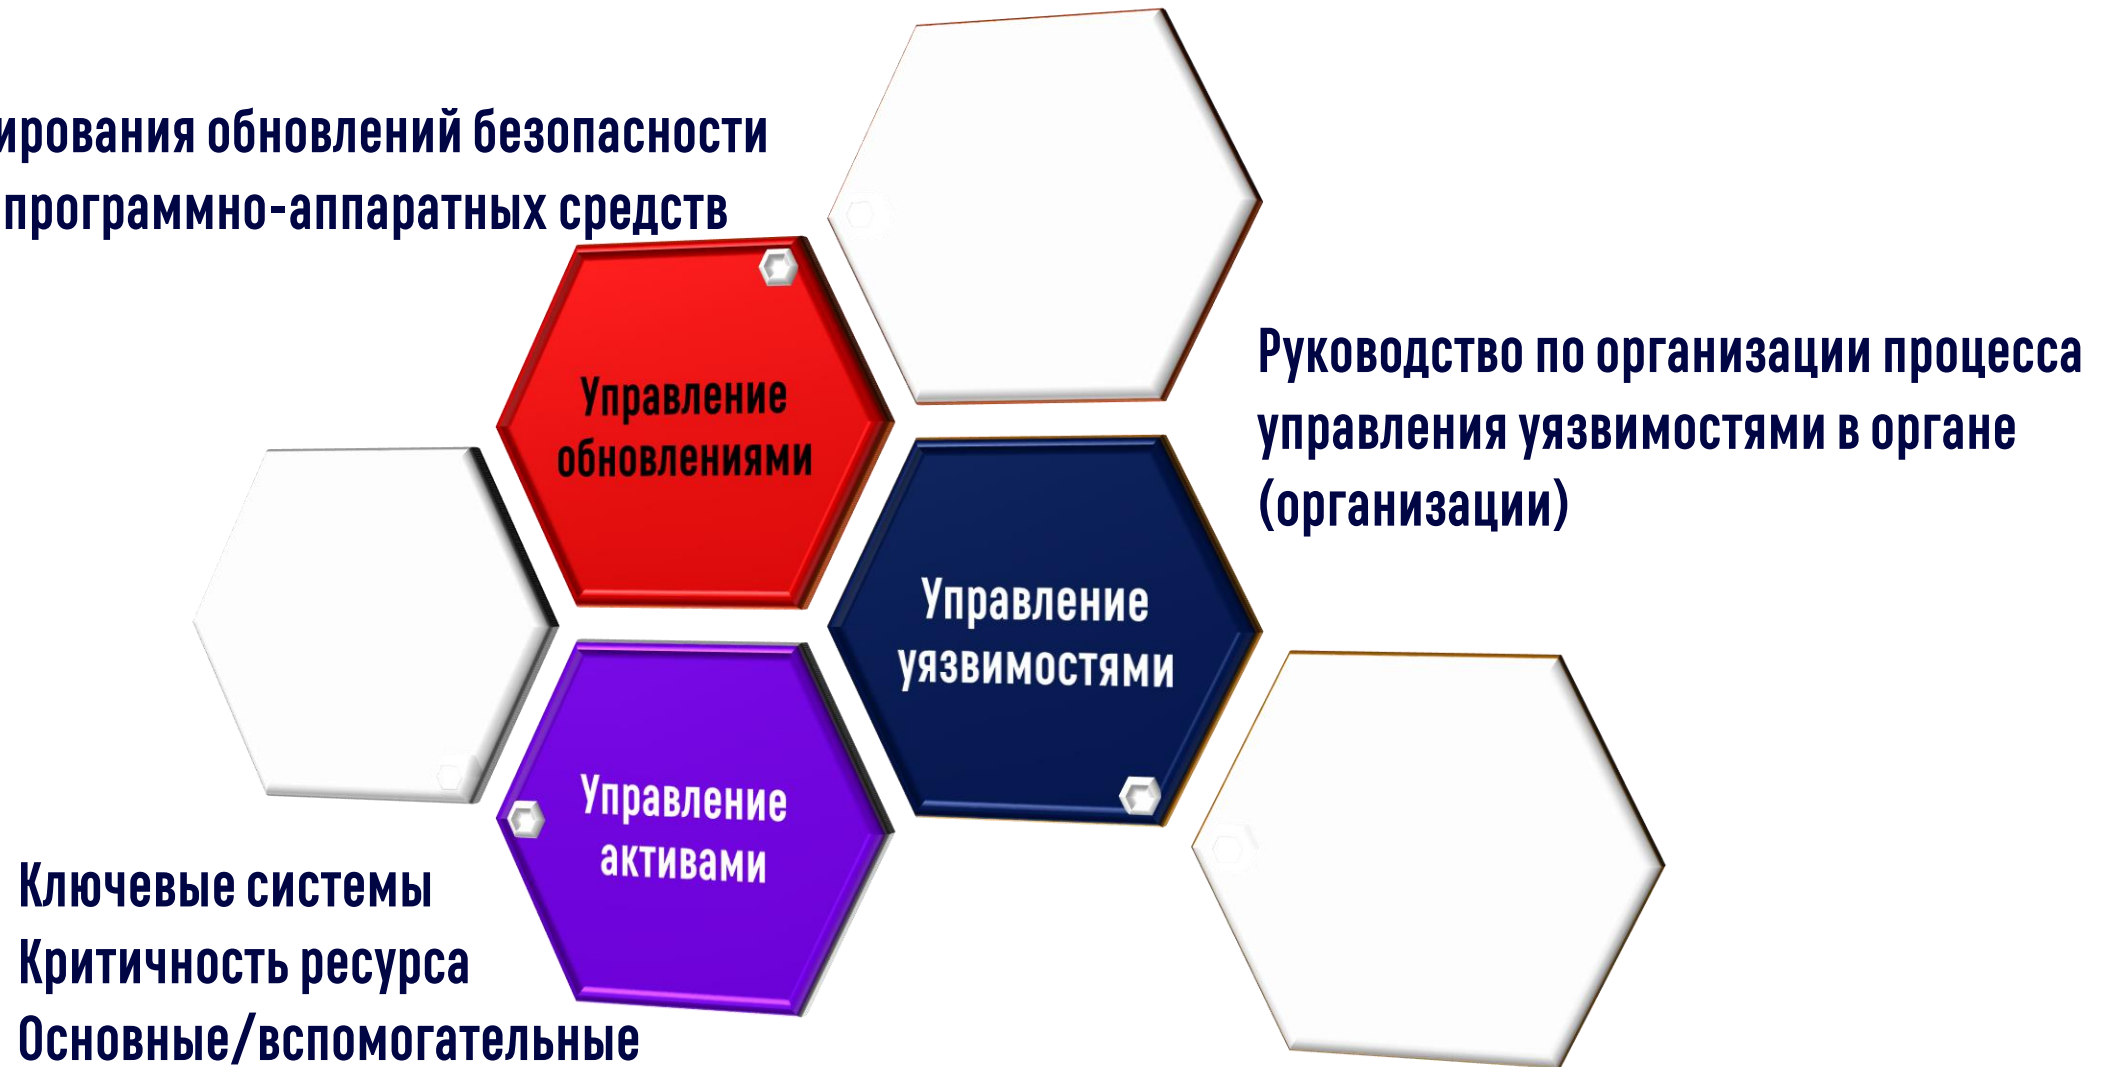 обновлений безопасности
программно-аппаратных средств
Управление
обновлениями
Руководство по организации процесса
управления уязвимостями в органе
(организации)
Управление
уязвимостями
Управление
активами
Ключевые системы
Критичность ресурса
Основные/вспомогательные